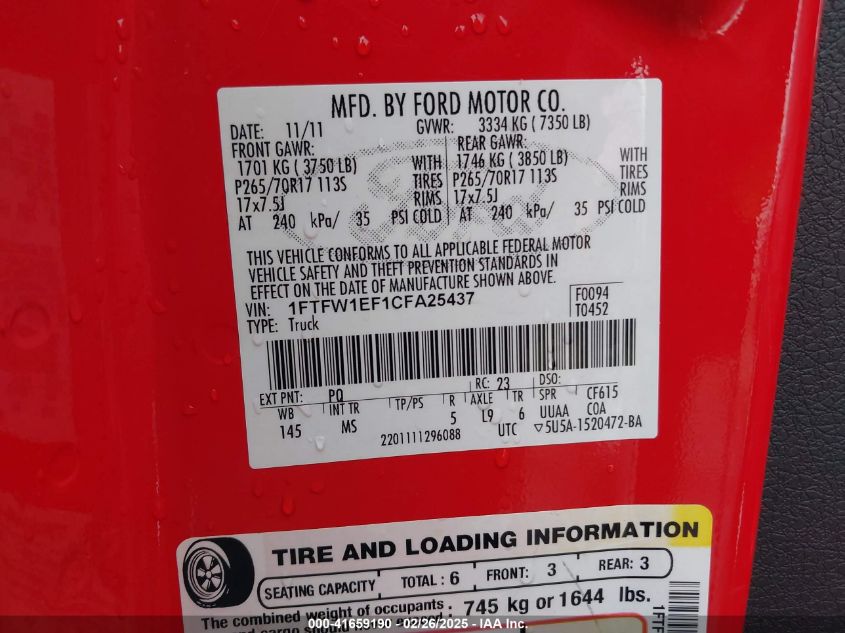 MFD. BY FORD MOTOR CO.
DATE: 11/11 GVWR: 3334 KG ( 7350 LB)
FRONT GAWR: REAR GAWR:
1701 KG ( 3750 LB) WITH 1746 KG ( 3850 LB) WITH
P265/70R17 113S TIRES P265/70R17 113S TIRES
17x7.5J RIMS 17x7.5J RIMS
AT 240 kPa/ 35 PSI COLD AT 240 kPa/ 35 PSI COLD
Ford
THIS VEHICLE CONFORMS TO ALL APPLICABLE FEDERAL MOTOR
VEHICLE SAFETY AND THEFT PREVENTION STANDARDS IN
EFFECT ON THE DATE OF MANUFACTURE SHOWN ABOVE.
VIN: 1FTFW1EF1CFA25437 F0094
TYPE: Truck T0452
EXT PNT: PQ RC: 23 DSO:
WB INT TR TP/PS R AXLE TR SPR CF615
145 MS 5 L9 6 UUAA COA
2201111296088 UTC ▽5U5A-1520472-BA
TIRE AND LOADING INFORMATION
SEATING CAPACITY TOTAL : 6 FRONT: 3 REAR: 3
The combined weight of occupants : 745 kg or 1644 lbs.
1FTF
000-41659190 - 02/26/2025 - IAA Inc.